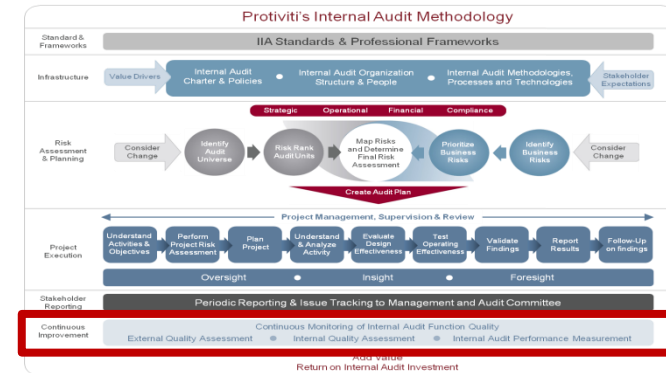 Protiviti's Internal Audit Methodology
Standard &
Frameworks
IIA Standards & Professional Frameworks
Infrastructure
Value Drivers
Internal Audit
Charter & Policies
Internal Audit Organization
Structure & People
Internal Audit Methodologies,
Processes and Technologies
Stakeholder
Expectations
Strategic Operational Financial Compliance
Risk
Assessment
& Planning
Consider
Change
Identify
Audit
Universe
Risk Rank
Audit Units
Map Risks
and Determine
Final Risk
Assessment
Prioritize
Business
Risks
Identify
Business
Risks
Consider
Change
Create Audit Plan
Project Management, Supervision & Review
Project
Execution
Understand
Activities &
Objectives
Perform
Project Risk
Assessment
Plan
Project
Understand
& Analyze
Activity
Evaluate
Design
Effectiveness
Test
Operating
Effectiveness
Validate
Findings
Report
Results
Follow-Up
on findings
Oversight • Insight • Foresight
Stakeholder
Reporting
Periodic Reporting & Issue Tracking to Management and Audit Committee
Continuous
Improvement
Continuous Monitoring of Internal Audit Function Quality
External Quality Assessment • Internal Quality Assessment • Internal Audit Performance Measurement
Add Value
Return on Internal Audit Investment